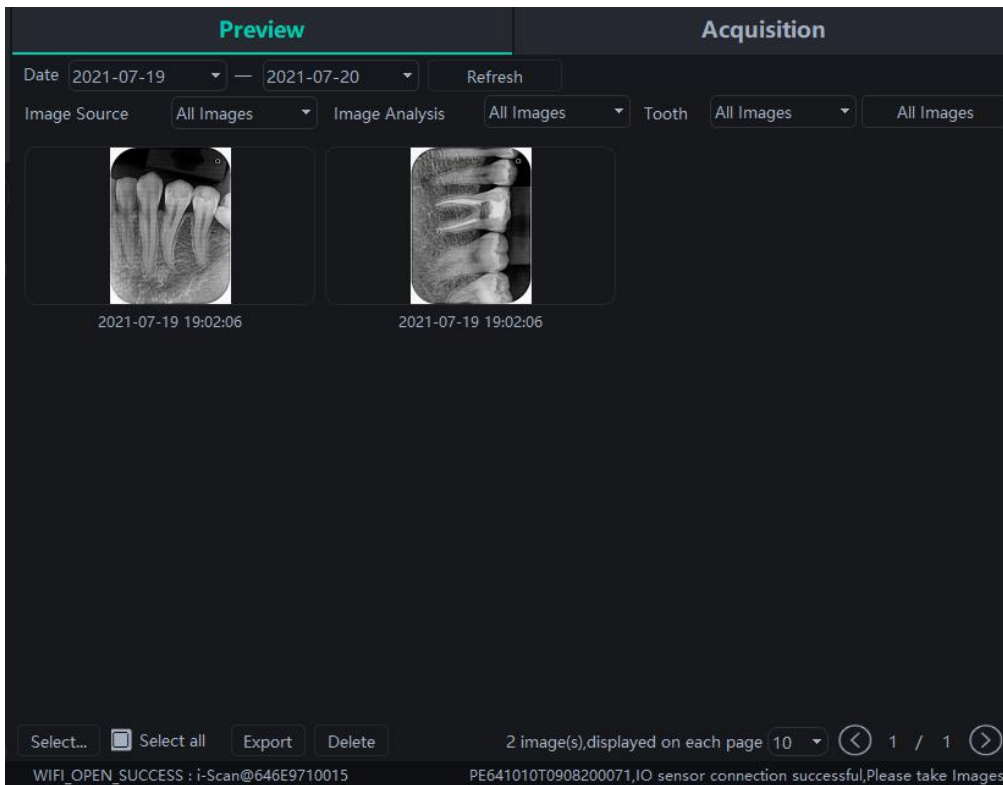 Preview Acquisition
Date 2021-07-19 — 2021-07-20 Refresh
Image Source All Images Image Analysis All Images Tooth All Images All Images
2021-07-19 19:02:06 2021-07-19 19:02:06
Select... Select all Export Delete 2 image(s),displayed on each page 10 1 / 1
WIFI_OPEN_SUCCESS : i-Scan@646E9710015 PE641010T0908200071,IO sensor connection successful,Please take Images